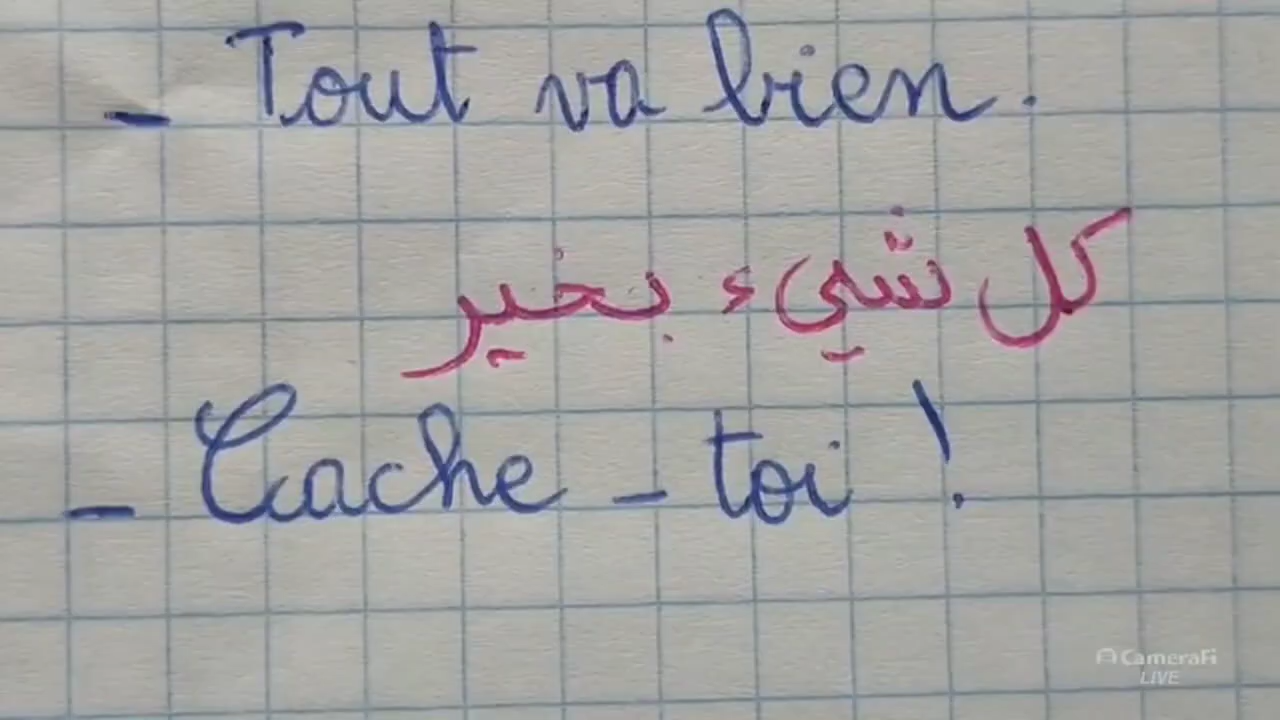 - Tout va bien.
كل شيء بخير
- Cache-toi !
CameraFi
LIVE